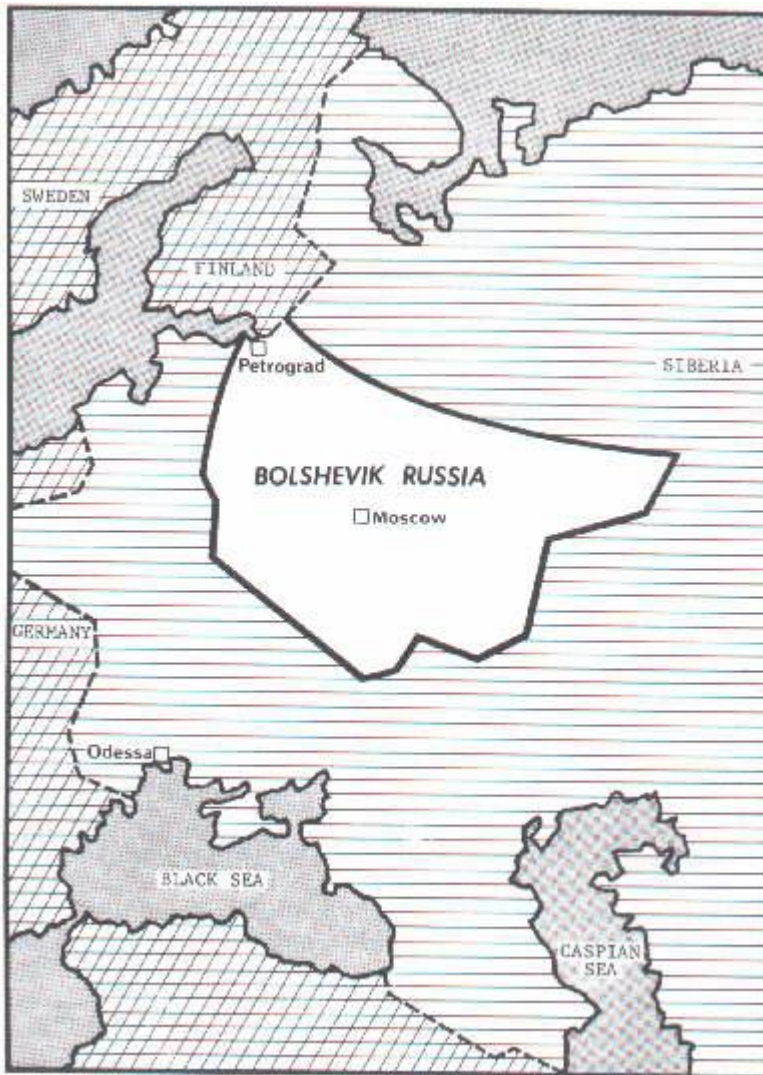 SWEDEN
FINLAND
Petrograd
SIBERIA
BOLSHEVIK RUSSIA
Moscow
GERMANY
Odessa
BLACK SEA
CASPIAN
SEA